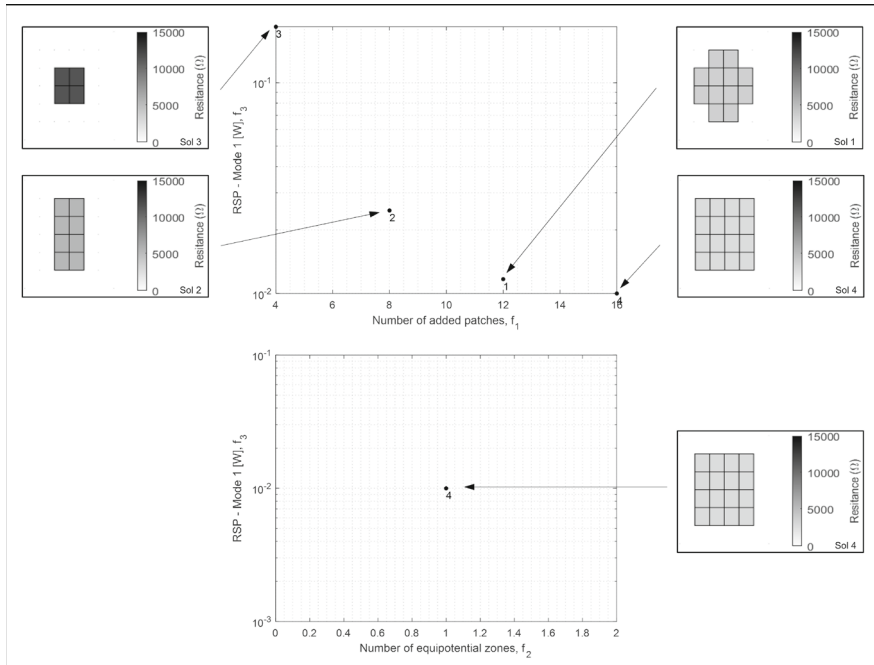 15000
10000
5000
0
Resitance (Ω)
Sol 3
15000
10000
5000
0
Resitance (Ω)
Sol 2
10^-1
10^-2
RSP - Mode 1 [W], f_3
3
2
1
4
4 6 8 10 12 14 16
Number of added patches, f_1
15000
10000
5000
0
Resitance (Ω)
Sol 1
15000
10000
5000
0
Resitance (Ω)
Sol 4
10^-1
10^-2
10^-3
RSP - Mode 1 [W], f_3
4
0 0.2 0.4 0.6 0.8 1 1.2 1.4 1.6 1.8 2
Number of equipotential zones, f_2
15000
10000
5000
0
Resitance (Ω)
Sol 4